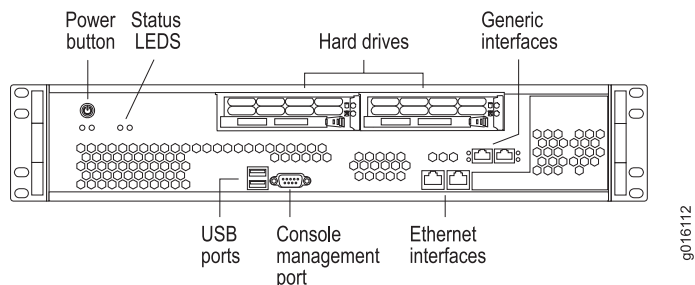 Power
button
Status
LEDS
Hard drives
Generic
interfaces
USB
ports
Console
management
port
Ethernet
interfaces
g016112